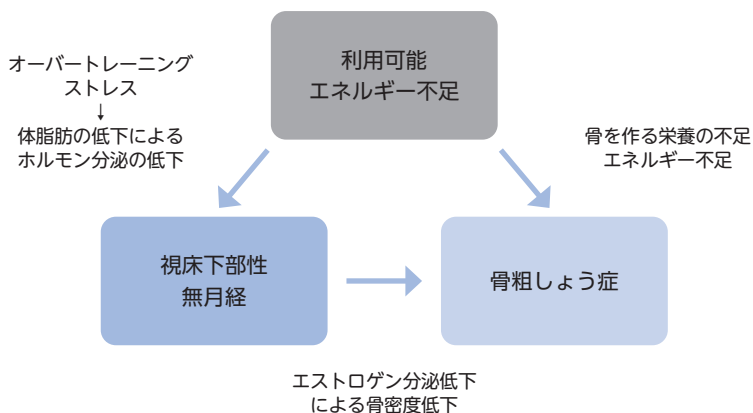 利用可能
エネルギー不足
オーバートレーニング
ストレス
↓
体脂肪の低下による
ホルモン分泌の低下
骨を作る栄養の不足
エネルギー不足
視床下部性
無月経
骨粗しょう症
エストロゲン分泌低下
による骨密度低下